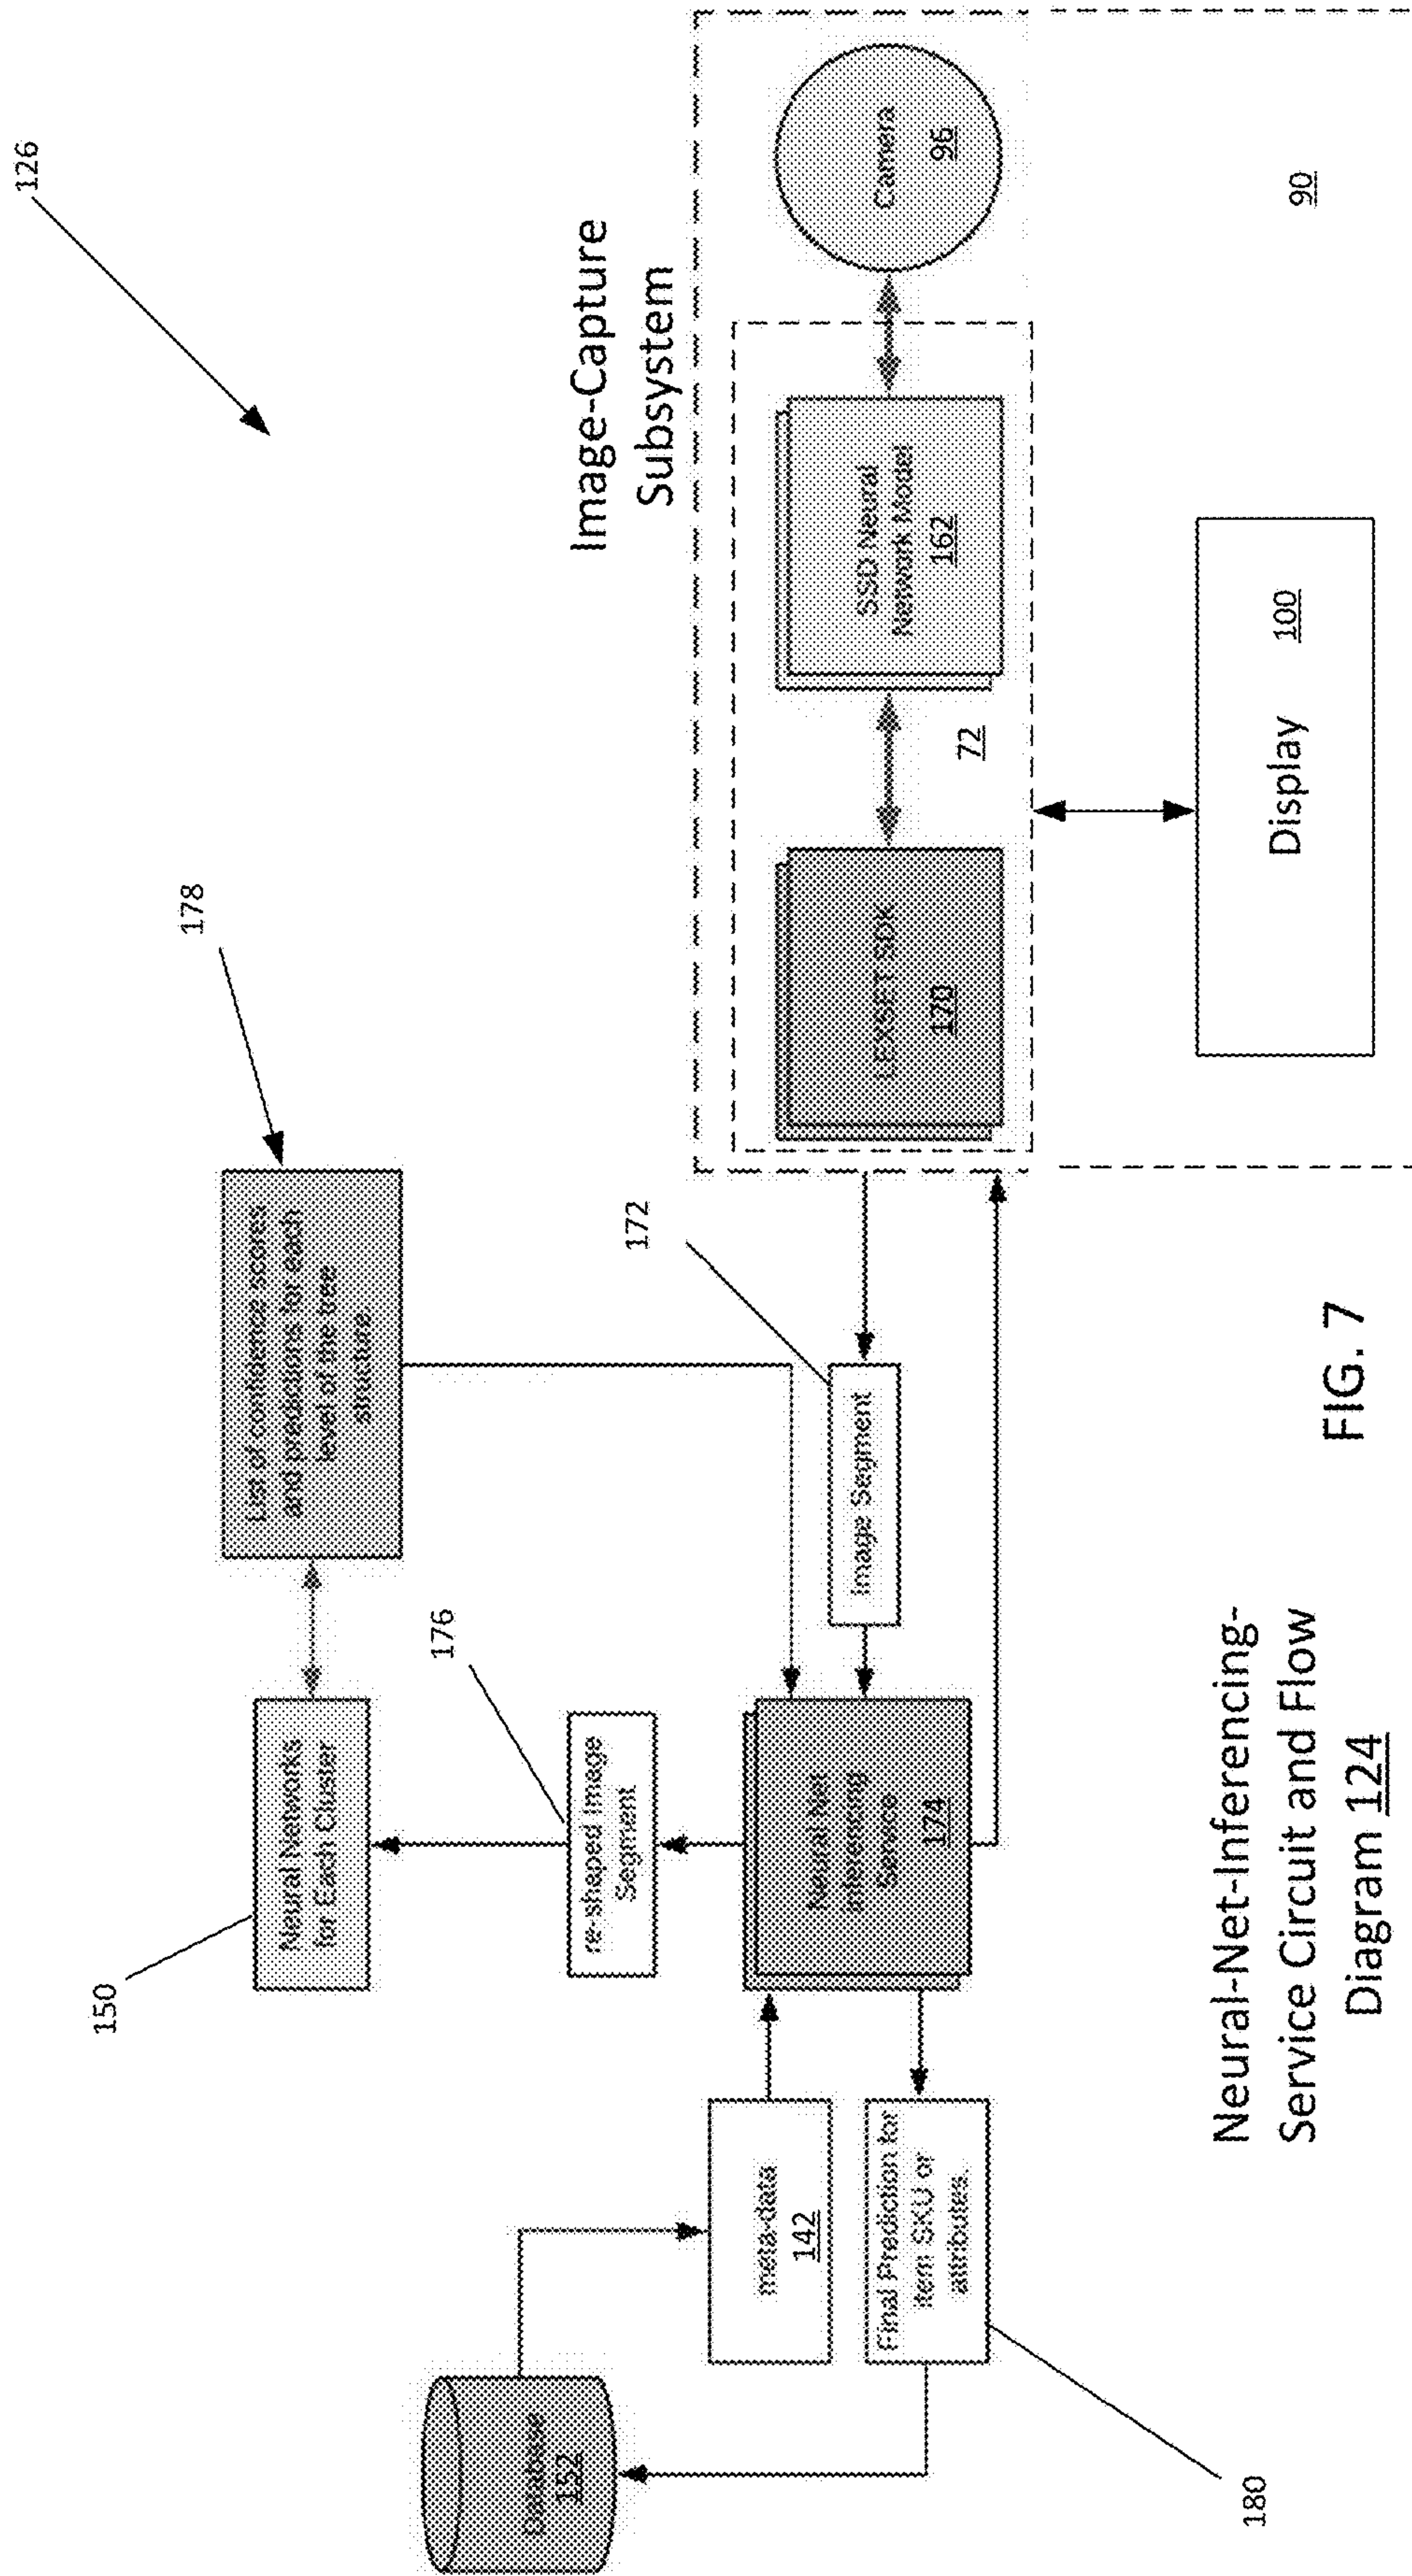 126
Image-Capture
Subsystem
Camera
96
SSD Neural
Network Model
162
72
LEXSET SDK
170
90
Display 100
178
List of confidence scores
and predictions for each
level of the tree
structure.
172
Image Segment
176
re-shaped Image
Segment
150
Neural Networks
for Each Cluster
Neural Net
Inferencing
Service
174
meta-data
142
Final Prediction for
item SKU or
attributes.
180
Database
152
Neural-Net-Inferencing-
Service Circuit and Flow
Diagram 124
FIG. 7